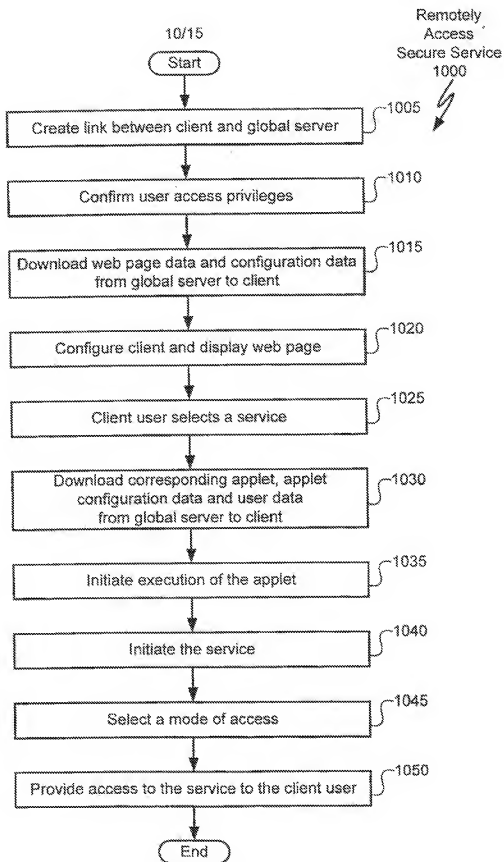 10/15
Remotely
Access
Secure Service
1000
Start
Create link between client and global server
1005
Confirm user access privileges
1010
Download web page data and configuration data
from global server to client
1015
Configure client and display web page
1020
Client user selects a service
1025
Download corresponding applet, applet
configuration data and user data
from global server to client
1030
Initiate execution of the applet
1035
Initiate the service
1040
Select a mode of access
1045
Provide access to the service to the client user
1050
End